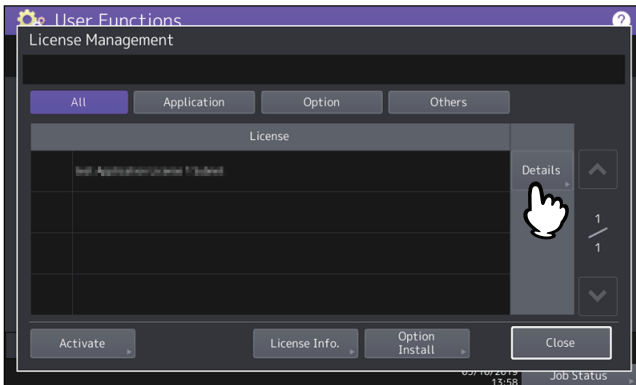 User Functions
?
License Management
All
Application
Option
Others
License
Details
1
1
Activate
License Info.
Option
Install
Close
13:58
Job Status